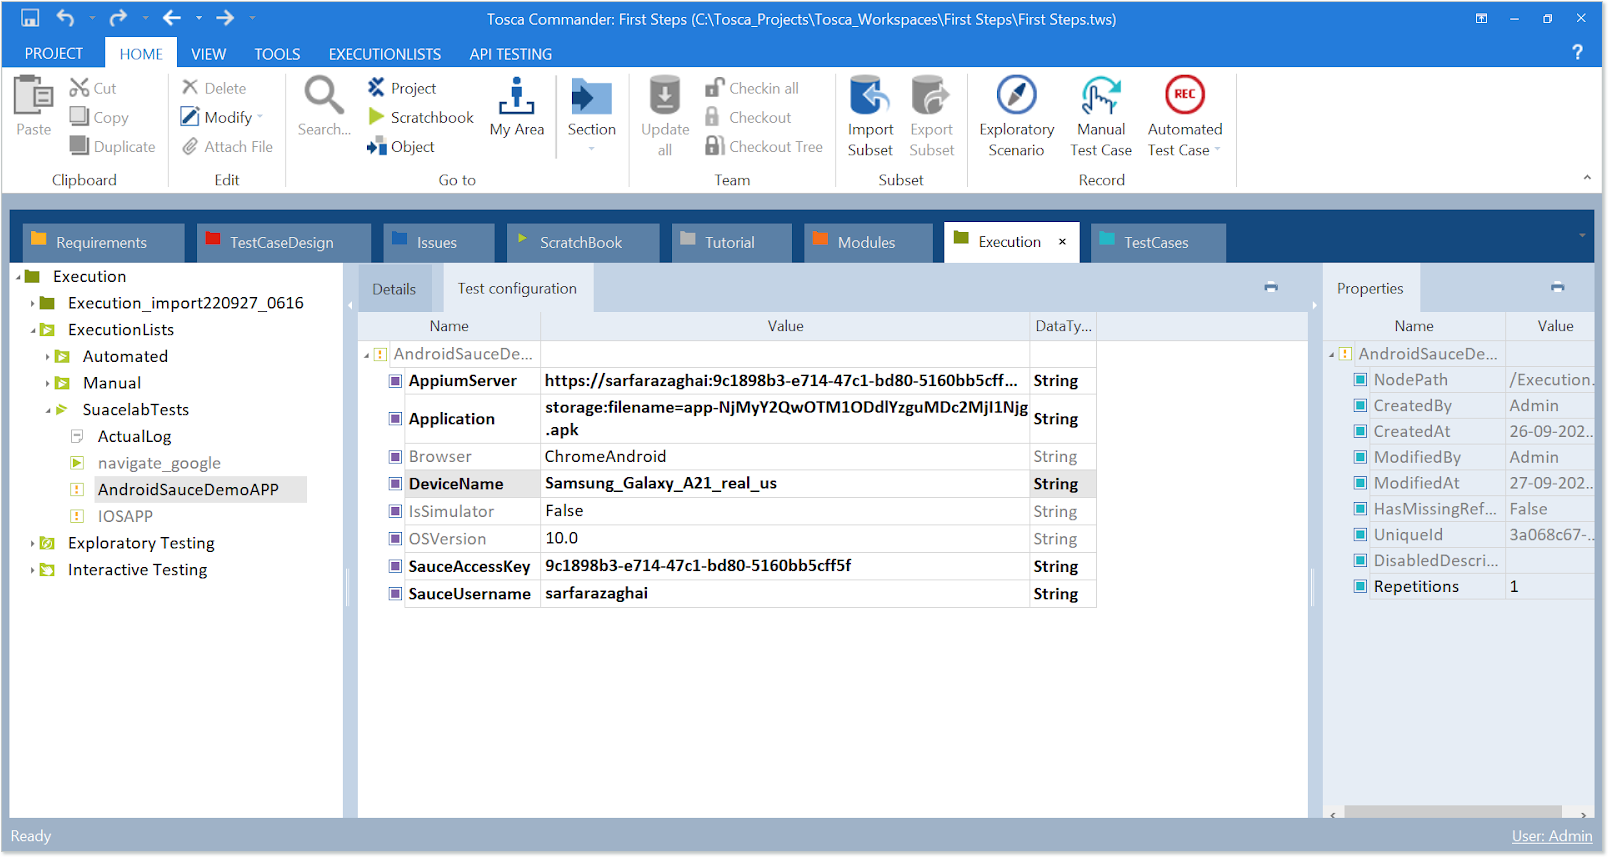 Tosca Commander: First Steps (C:\Tosca_Projects\Tosca_Workspaces\First Steps\First Steps.tws)
PROJECT HOME VIEW TOOLS EXECUTIONLISTS API TESTING ?
Paste
Cut
Copy
Duplicate
Clipboard
Delete
Modify
Attach File
Edit
Search...
Project
Scratchbook
Object
My Area
Section
Go to
Update
all
Checkin all
Checkout
Checkout Tree
Team
Import
Subset
Export
Subset
Subset
Exploratory
Scenario
Manual
Test Case
REC
Automated
Test Case
Record
Requirements TestCaseDesign Issues ScratchBook Tutorial Modules Execution × TestCases
Execution
Execution_import220927_0616
ExecutionLists
Automated
Manual
SuacelabTests
ActualLog
navigate_google
AndroidSauceDemoAPP
IOSAPP
Exploratory Testing
Interactive Testing
Details Test configuration
Name Value DataTy...
AndroidSauceDe...
AppiumServer https://sarfarazaghai:9c1898b3-e714-47c1-bd80-5160bb5cff... String
Application storage:filename=app-NjMyY2QwOTM1ODdlYzguMDc2MjI1Njg String
.apk
Browser ChromeAndroid String
DeviceName Samsung_Galaxy_A21_real_us String
IsSimulator False String
OSVersion 10.0 String
SauceAccessKey 9c1898b3-e714-47c1-bd80-5160bb5cff5f String
SauceUsername sarfarazaghai String
Properties
Name Value
AndroidSauceDe...
NodePath /Execution...
CreatedBy Admin
CreatedAt 26-09-202...
ModifiedBy Admin
ModifiedAt 27-09-202...
HasMissingRef... False
UniqueId 3a068c67-...
DisabledDescri...
Repetitions 1
Ready
User: Admin